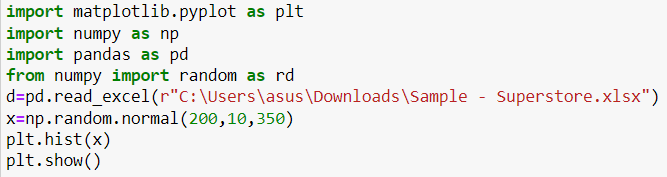 import matplotlib.pyplot as plt
import numpy as np
import pandas as pd
from numpy import random as rd
d=pd.read_excel(r"C:\Users\asus\Downloads\Sample - Superstore.xlsx")
x=np.random.normal(200,10,350)
plt.hist(x)
plt.show()